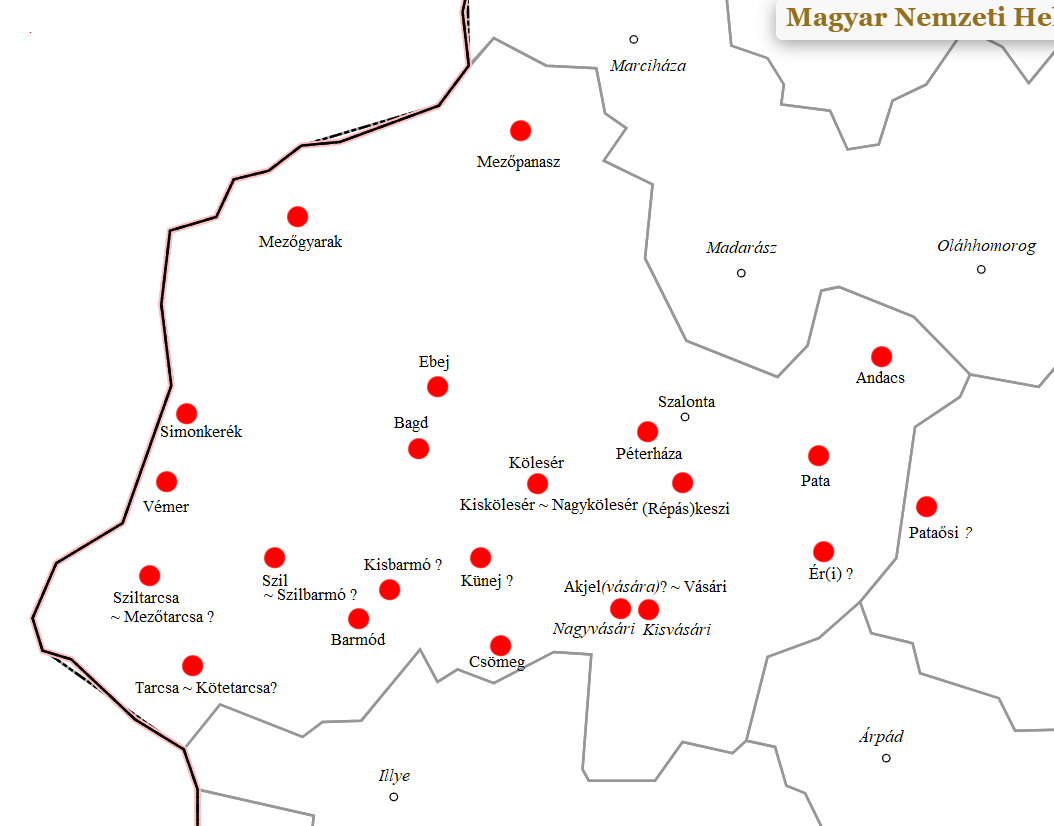 Magyar Nemzeti Hel
Marciháza
Mezőpanasz
Mezőgyarak
Madarász
Oláhhomorog
Ebej
Andacs
Szalonta
Bagd
Simonkerék
Péterháza
Kölesér
Pata
Vémer
Kiskölesér ~ Nagykölesér
(Répás)keszi
Pataősi ?
Kisbarmó ?
Szil
~ Szilbarmó ?
Künej ?
Ér(i) ?
Akjel(vására)? ~ Vásári
Sziltarcsa
~ Mezőtarcsa ?
Nagyvásári
Kisvásári
Barmód
Csömeg
Tarcsa ~ Kötetarcsa?
Árpád
Illye